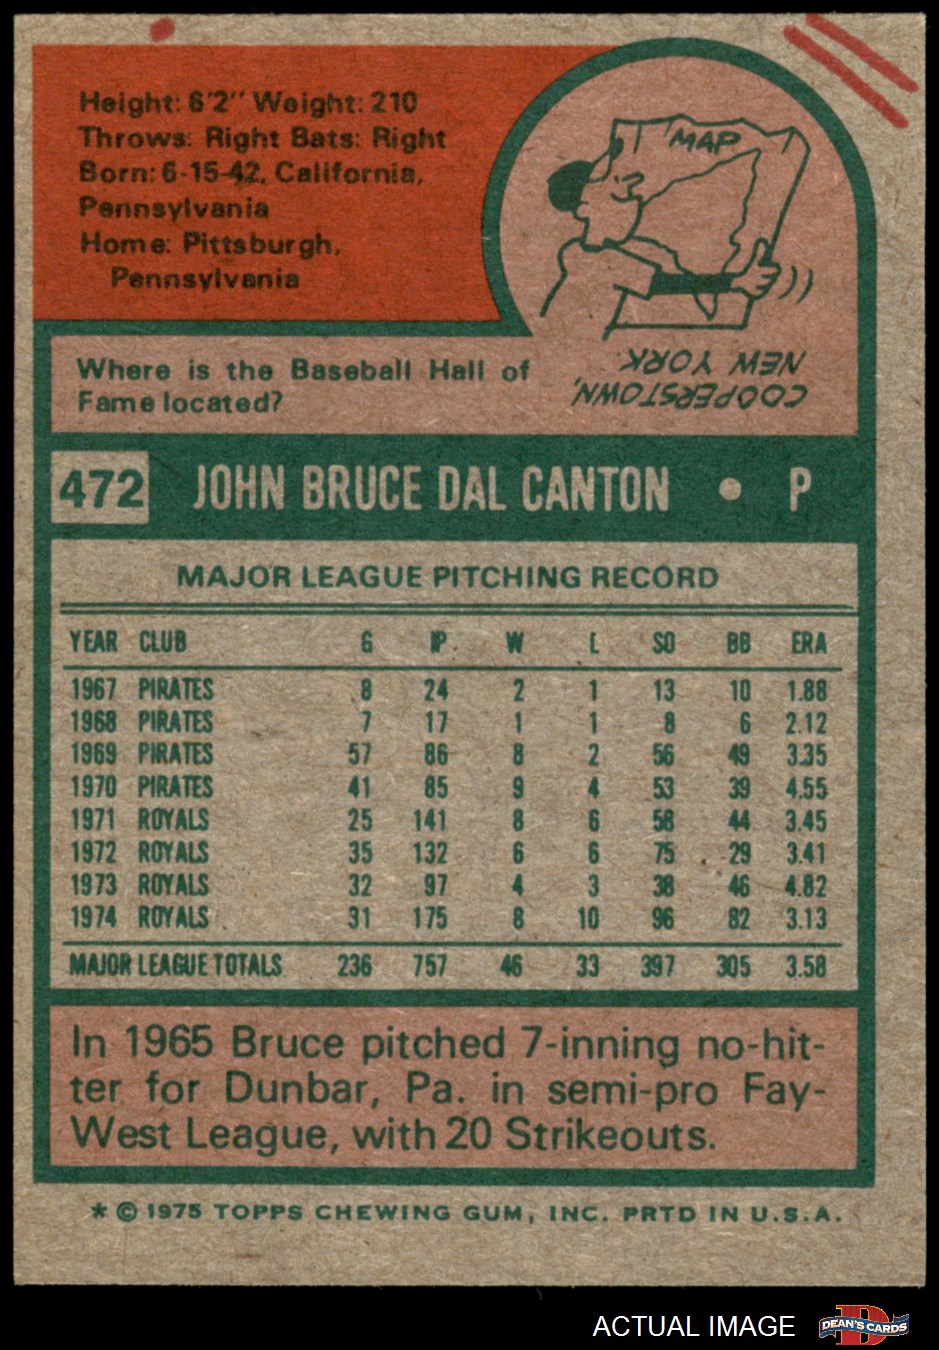 Height: 6'2" Weight: 210
Throws: Right Bats: Right
Born: 6-15-42, California,
Pennsylvania
Home: Pittsburgh,
Pennsylvania
MAP
Where is the Baseball Hall of
Fame located?
COOPERSTOWN,
NEW YORK.
472 JOHN BRUCE DAL CANTON • P
MAJOR LEAGUE PITCHING RECORD
YEAR CLUB G IP W L SO BB ERA
1967 PIRATES 8 24 2 1 13 10 1.88
1968 PIRATES 7 17 1 1 8 6 2.12
1969 PIRATES 57 86 8 2 56 49 3.35
1970 PIRATES 41 85 9 4 53 39 4.55
1971 ROYALS 25 141 8 6 58 44 3.45
1972 ROYALS 35 132 6 6 75 29 3.41
1973 ROYALS 32 97 4 3 38 46 4.82
1974 ROYALS 31 175 8 10 96 82 3.13
MAJOR LEAGUE TOTALS 236 757 46 33 397 305 3.58
In 1965 Bruce pitched 7-inning no-hit-
ter for Dunbar, Pa. in semi-pro Fay-
West League, with 20 Strikeouts.
* © 1975 TOPPS CHEWING GUM, INC. PRTD IN U.S.A.
ACTUAL IMAGE
D
DEAN'S CARDS